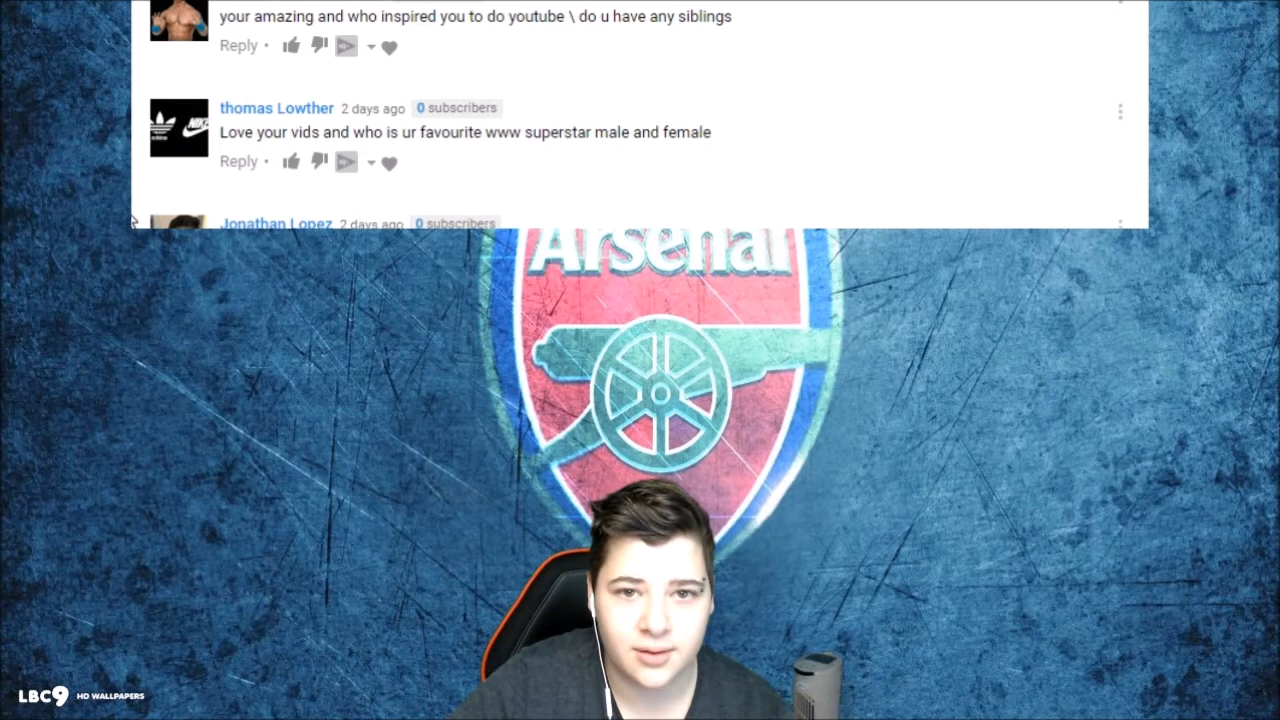 your amazing and who inspired you to do youtube \ do u have any siblings
Reply •
thomas Lowther 2 days ago 0 subscribers
Love your vids and who is ur favourite www superstar male and female
Reply •
Jonathan Lopez 2 days ago 0 subscribers
Arsenal
LBC9 HD WALLPAPERS